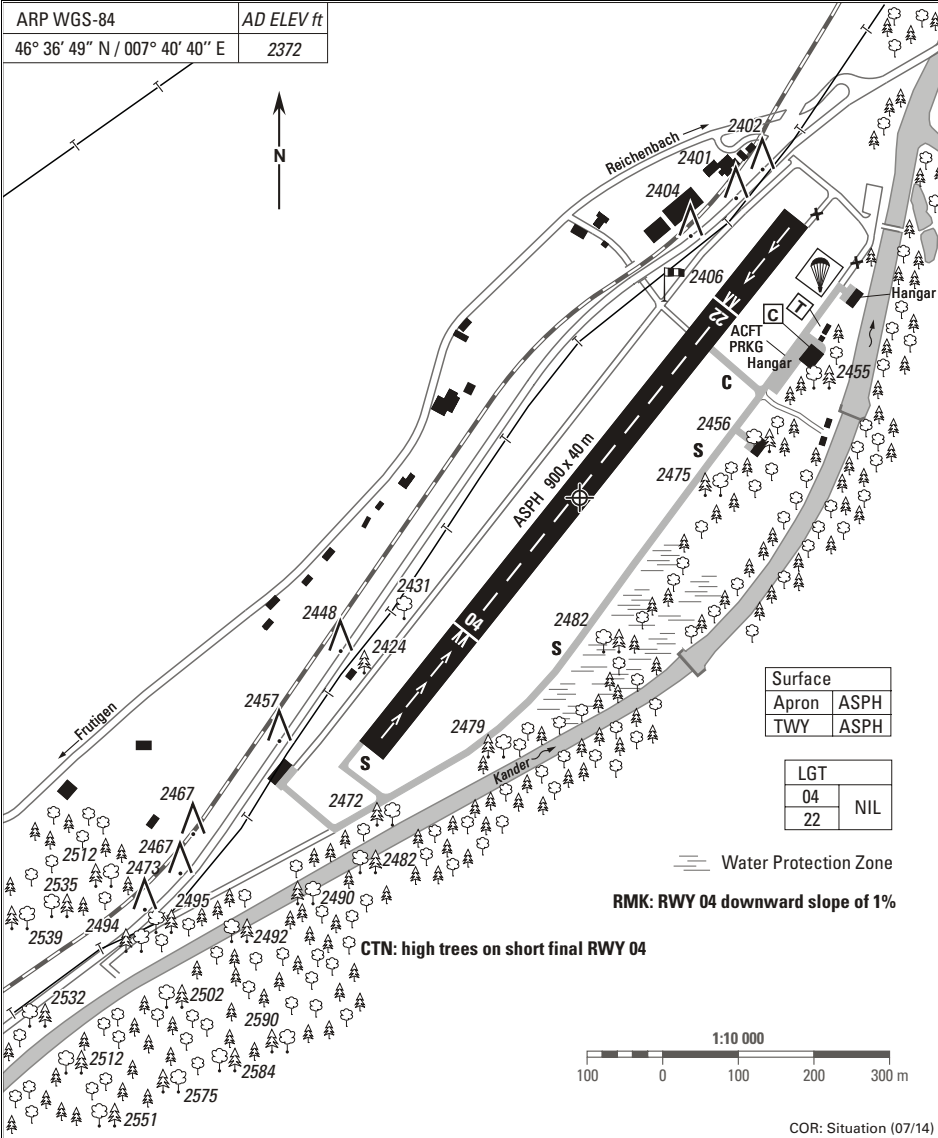 ARP WGS-84 AD ELEV ft
46° 36′ 49″ N / 007° 40′ 40″ E 2372
N
Reichenbach
2402
2401
2404
2406
22
C
T
Hangar
ACFT
PRKG
Hangar
2455
C
2456
S
2475
ASPH 900 x 40 m
2431
2448
2424
04
2482
S
2457
2479
S
Frutigen
Kander
2472
2467
2467
2512
2473
2535
2495
2482
2490
2494
2539
2492
2532
2502
2590
2512
2584
2575
2551
Surface
Apron ASPH
TWY ASPH
LGT
04 NIL
22
Water Protection Zone
RMK: RWY 04 downward slope of 1%
CTN: high trees on short final RWY 04
1:10 000
100 0 100 200 300 m
COR: Situation (07/14)